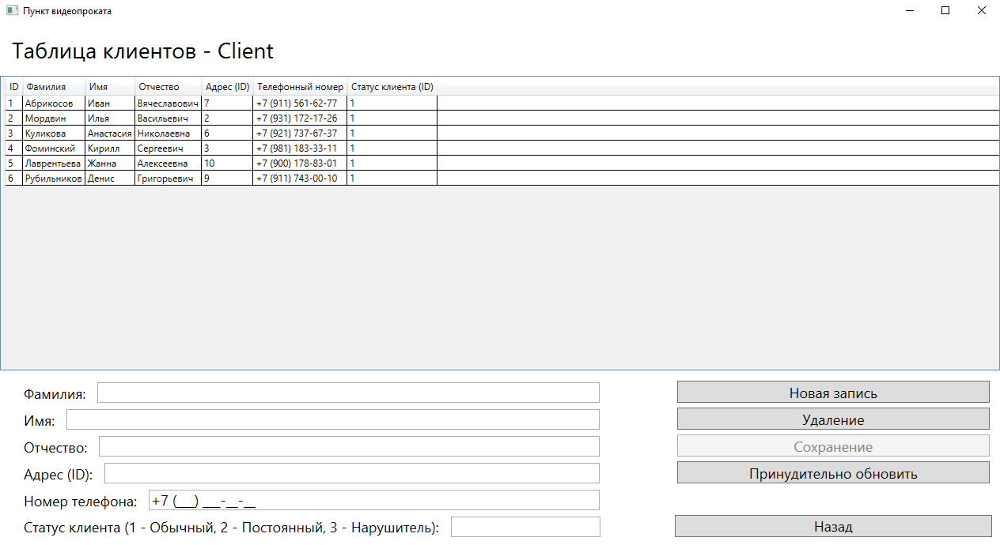 Пункт видеопроката
Таблица клиентов - Client
ID Фамилия Имя Отчество Адрес (ID) Телефонный номер Статус клиента (ID)
1 Абрикосов Иван Вячеславович 7 +7 (911) 561-62-77 1
2 Мордвин Илья Васильевич 2 +7 (931) 172-17-26 1
3 Куликова Анастасия Николаевна 6 +7 (921) 737-67-37 1
4 Фоминский Кирилл Сергеевич 3 +7 (981) 183-33-11 1
5 Лаврентьева Жанна Алексеевна 10 +7 (900) 178-83-01 1
6 Рубильников Денис Григорьевич 9 +7 (911) 743-00-10 1
Фамилия: Новая запись
Имя: Удаление
Отчество: Сохранение
Адрес (ID): Принудительно обновить
Номер телефона: +7 (___) ___-__-__
Статус клиента (1 - Обычный, 2 - Постоянный, 3 - Нарушитель): Назад